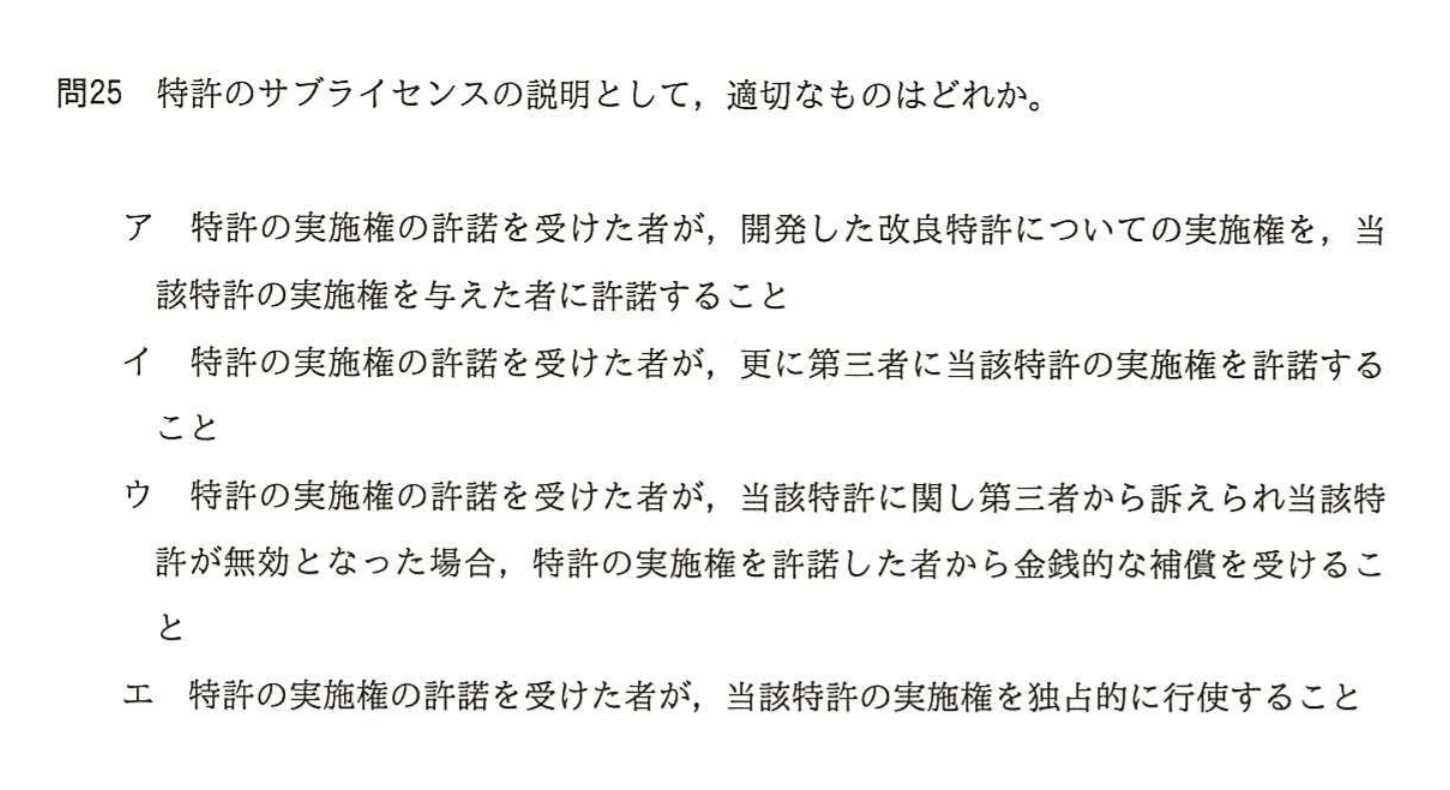 問25 特許のサブライセンスの説明として，適切なものはどれか。
ア 特許の実施権の許諾を受けた者が，開発した改良特許についての実施権を，当
該特許の実施権を与えた者に許諾すること
イ 特許の実施権の許諾を受けた者が，更に第三者に当該特許の実施権を許諾する
こと
ウ 特許の実施権の許諾を受けた者が，当該特許に関し第三者から訴えられ当該特
許が無効となった場合，特許の実施権を許諾した者から金銭的な補償を受けるこ
と
エ 特許の実施権の許諾を受けた者が，当該特許の実施権を独占的に行使すること